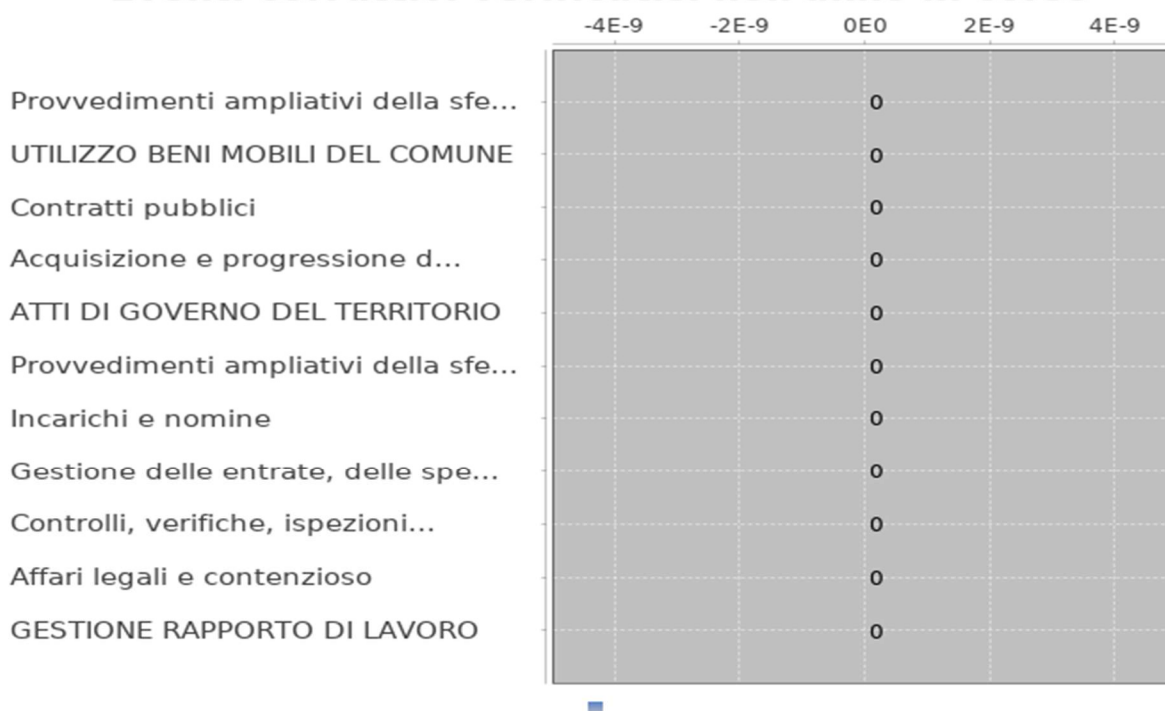 -4E-9 -2E-9 0E0 2E-9 4E-9
Provvedimenti ampliativi della sfe... 0
UTILIZZO BENI MOBILI DEL COMUNE 0
Contratti pubblici 0
Acquisizione e progressione d... 0
ATTI DI GOVERNO DEL TERRITORIO 0
Provvedimenti ampliativi della sfe... 0
Incarichi e nomine 0
Gestione delle entrate, delle spe... 0
Controlli, verifiche, ispezioni... 0
Affari legali e contenzioso 0
GESTIONE RAPPORTO DI LAVORO 0